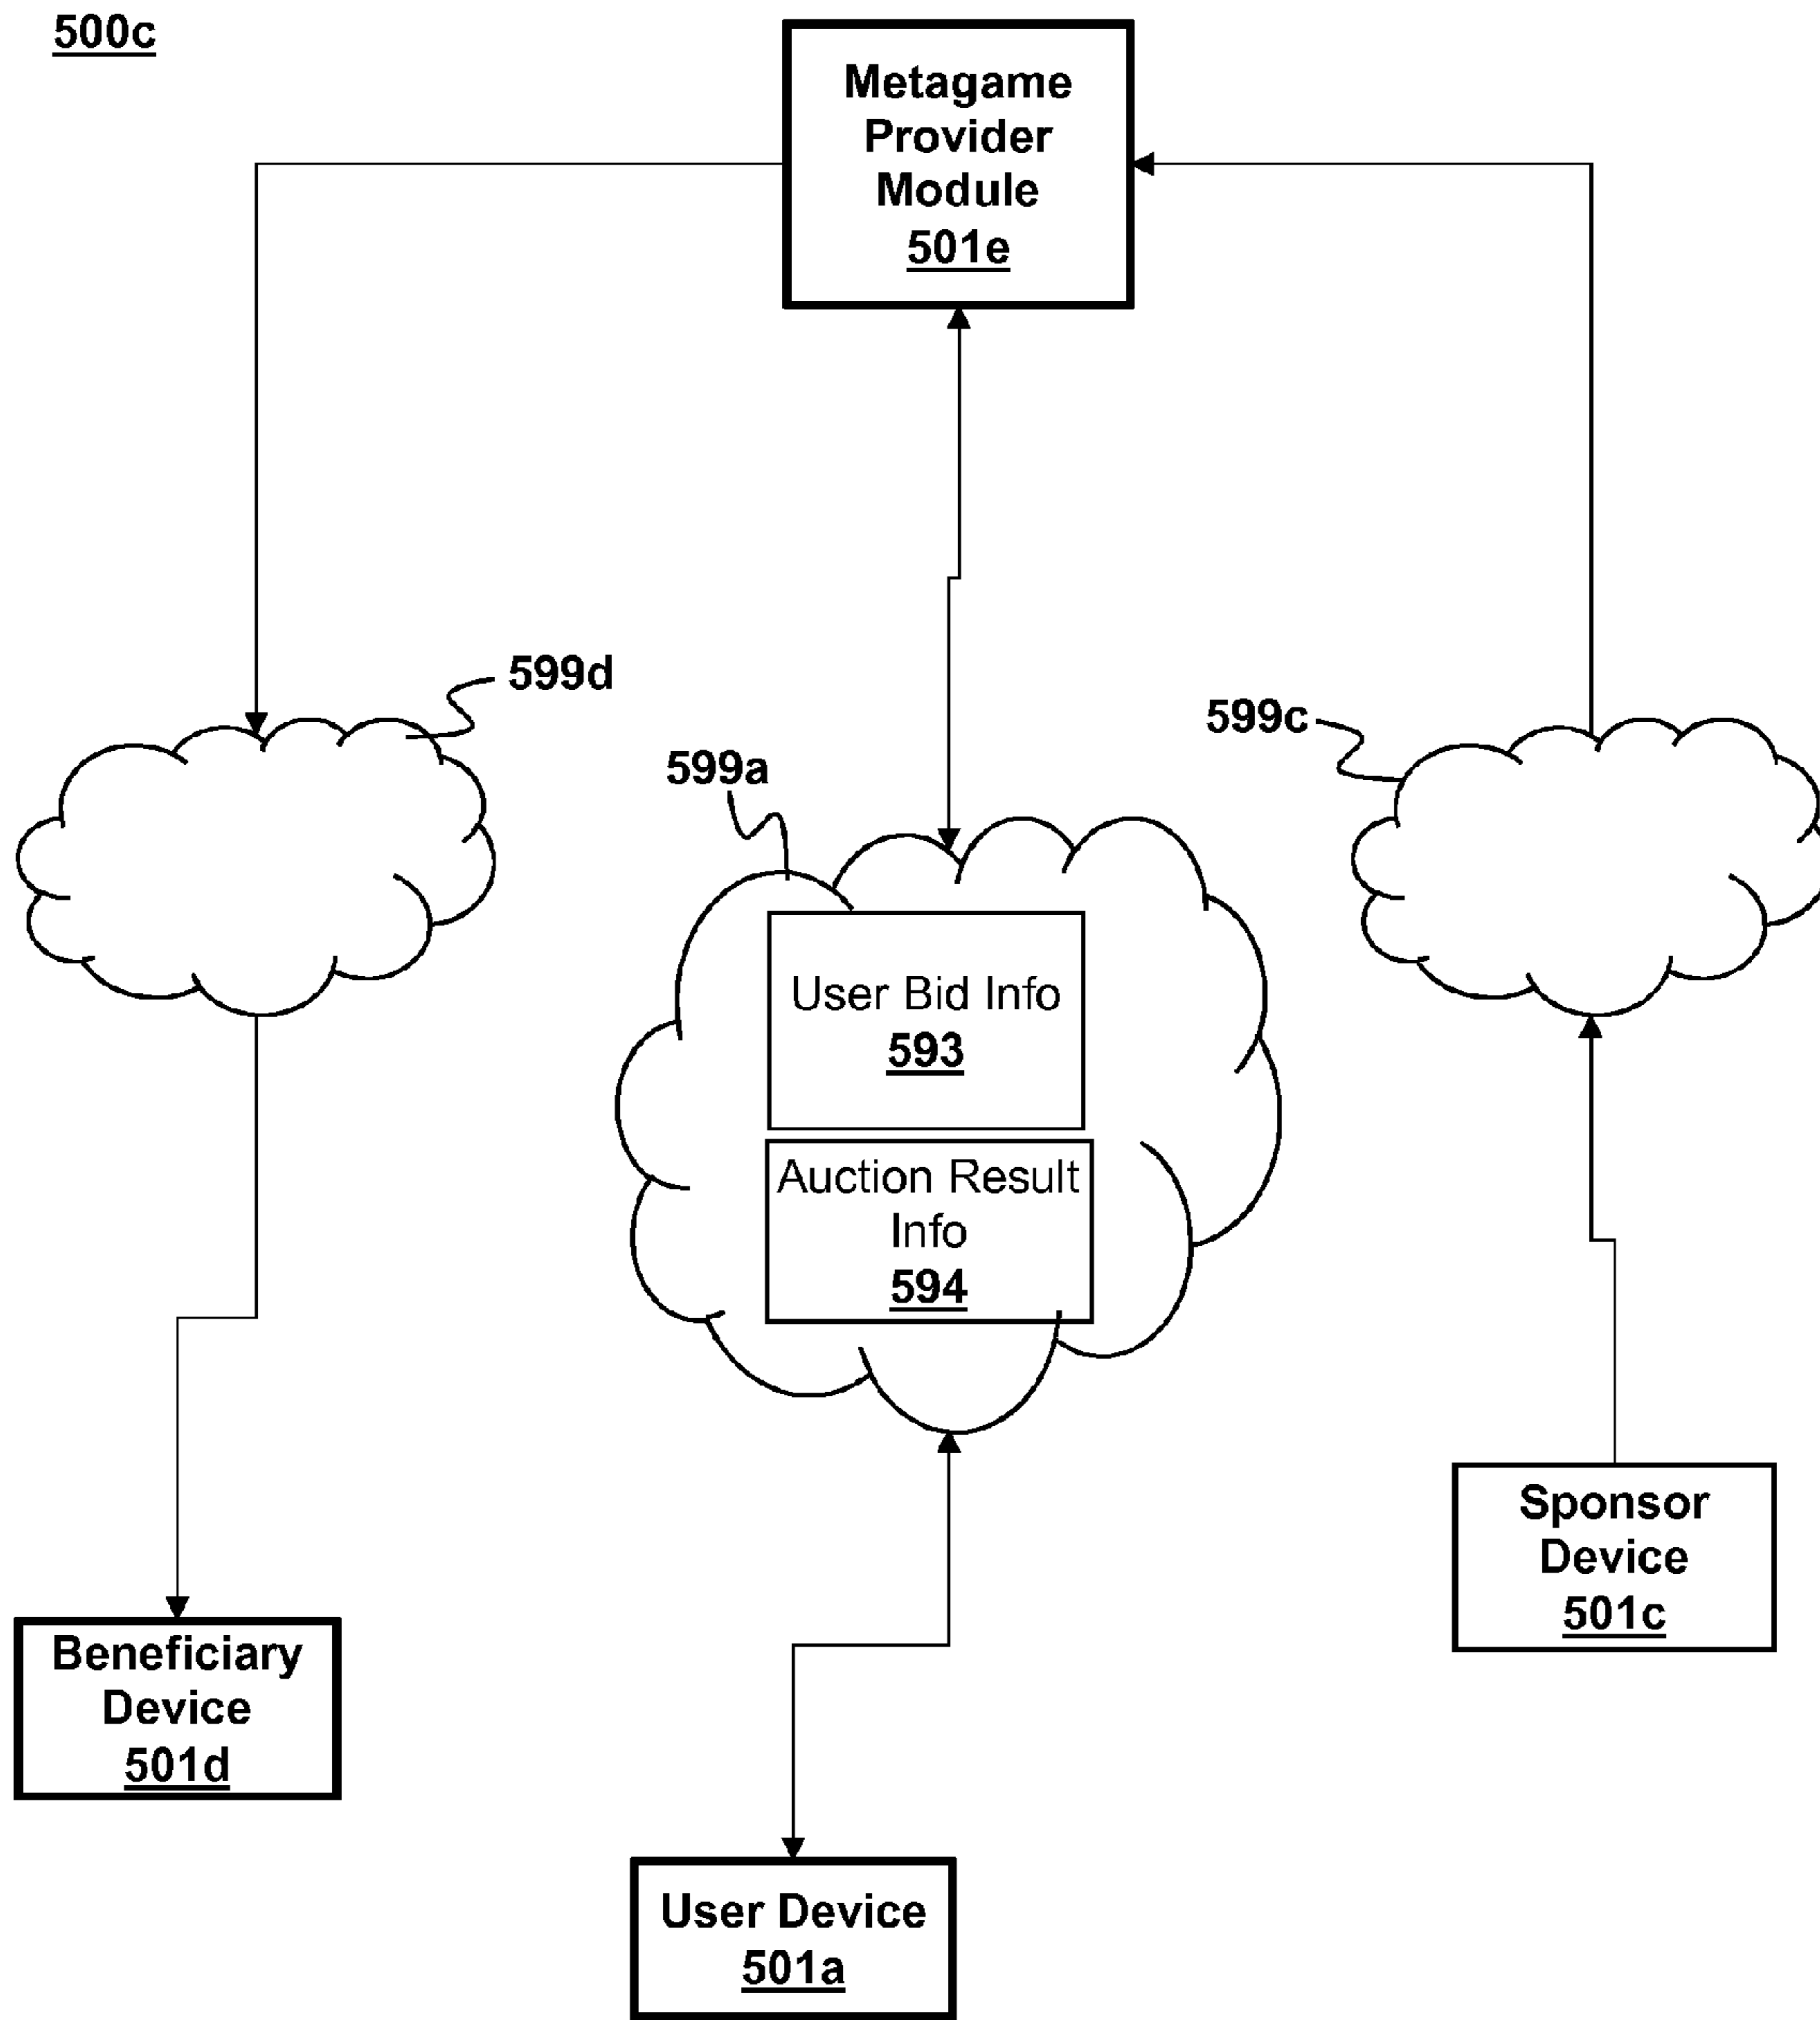 500c
Metagame
Provider
Module
501e
599d
599c
599a
User Bid Info
593
Auction Result
Info
594
Sponsor
Device
501c
Beneficiary
Device
501d
User Device
501a